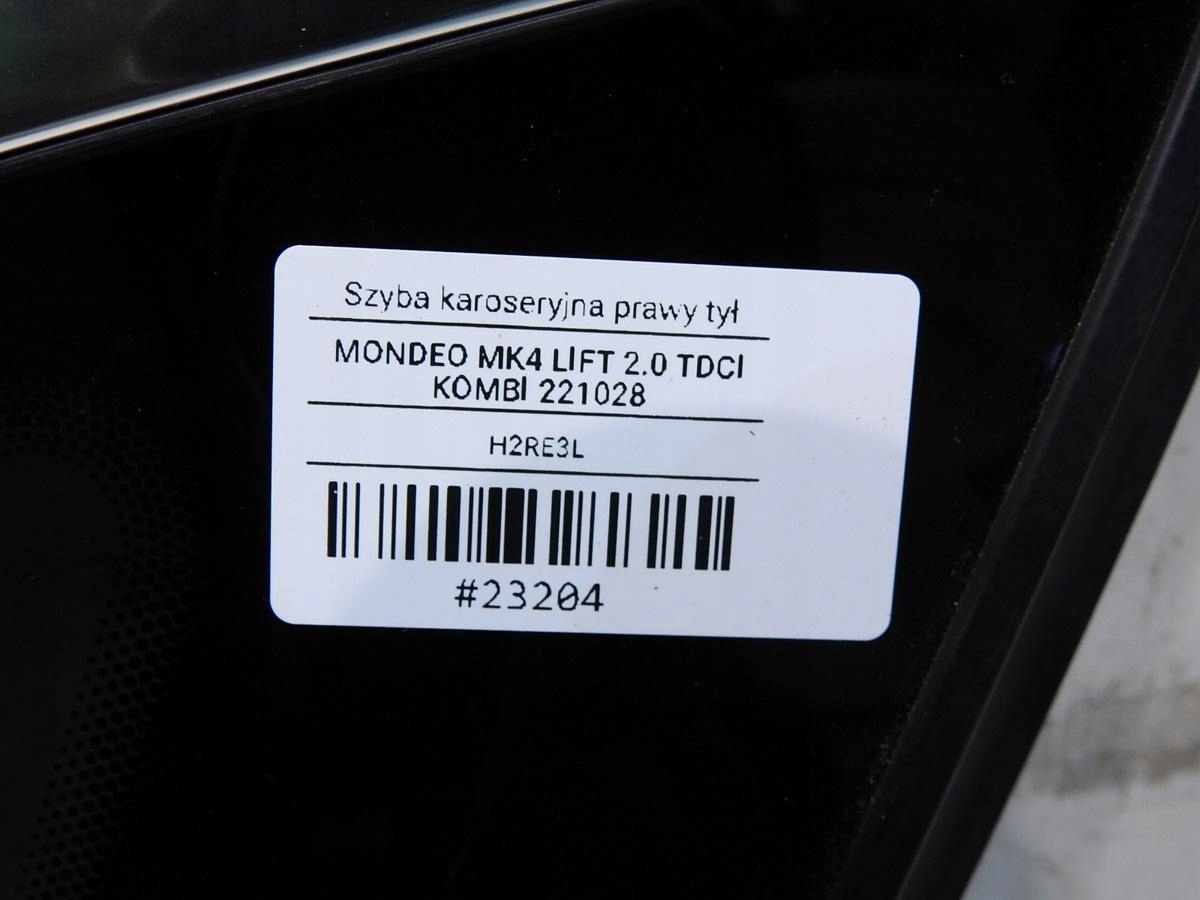 Szyba karoseryjna prawy tył
MONDEO MK4 LIFT 2.0 TDCI
KOMBI 221028
H2RE3L
#23204